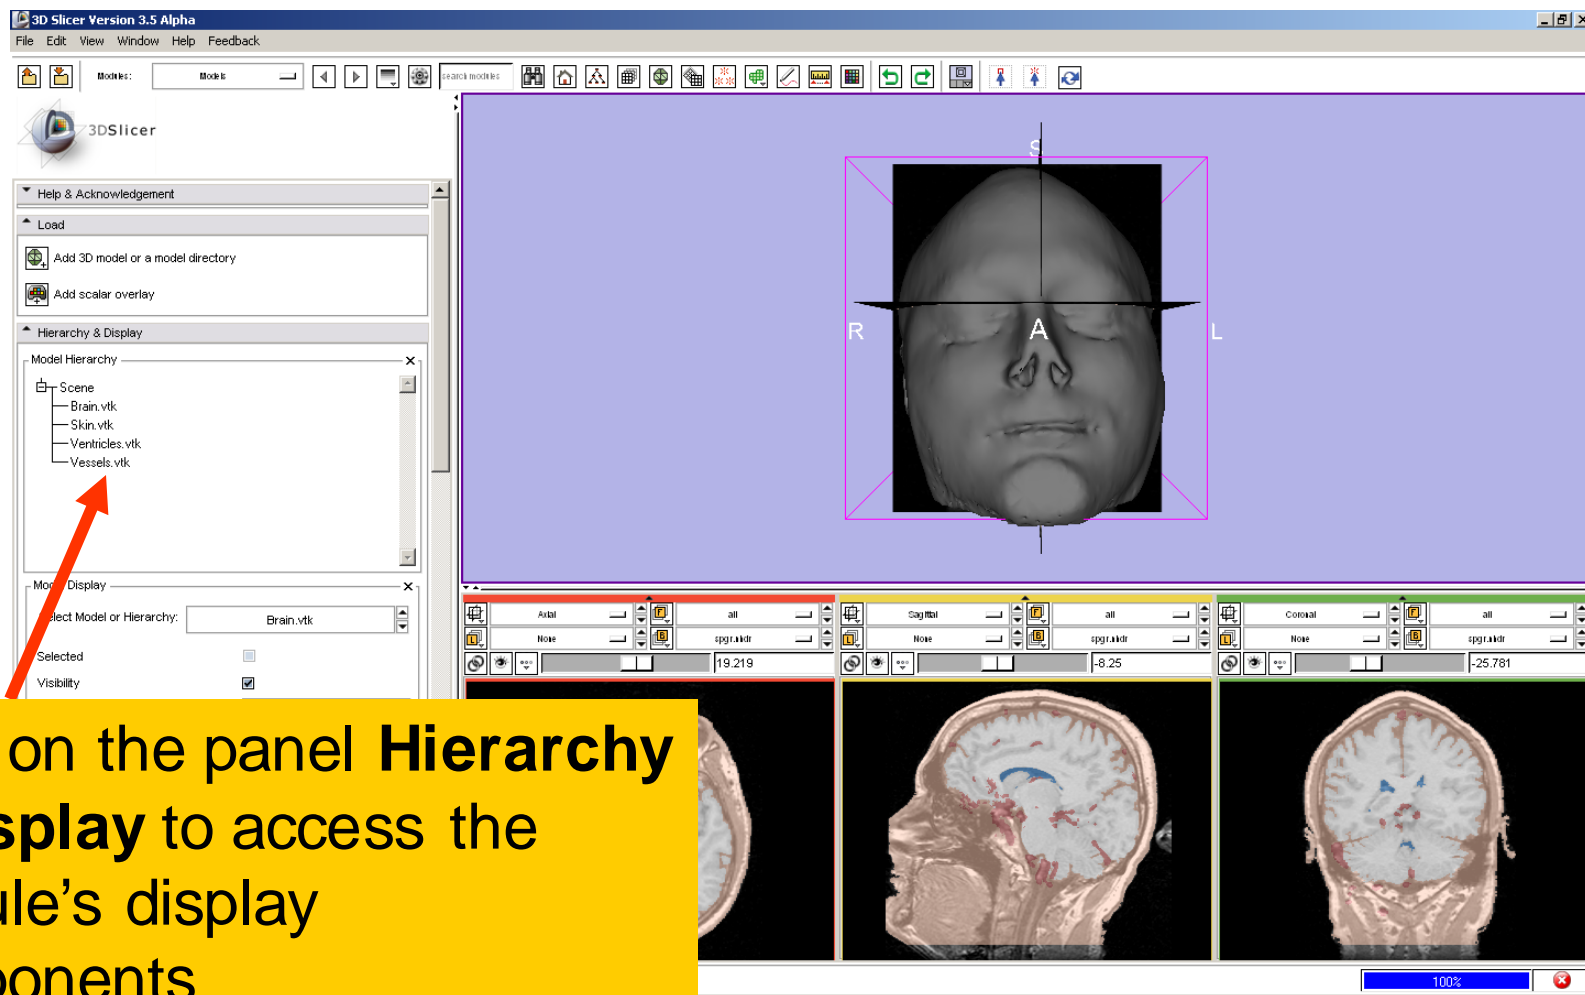 3D Slicer Version 3.5 Alpha
File Edit View Window Help Feedback
Modules: Models search modules
3DSlicer
Help & Acknowledgement
Load
Add 3D model or a model directory
Add scalar overlay
Hierarchy & Display
Model Hierarchy
Scene
Brain.vtk
Skin.vtk
Ventricles.vtk
Vessels.vtk
Display
Select Model or Hierarchy: Brain.vtk
Selected
Visibility
S
R A L
Axial F all
L None B spgr.nhdr
19.219
Sagittal F all
L None B spgr.nhdr
-8.25
Coronal F all
L None B spgr.nhdr
-25.781
on the panel Hierarchy
splay to access the
ule's display
ponents
100%